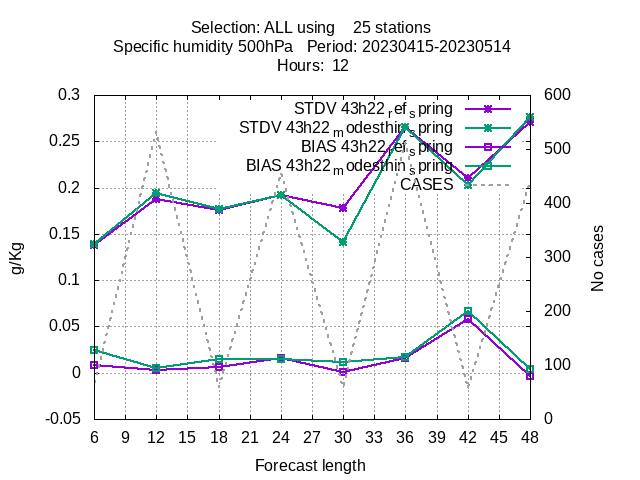 Selection: ALL using    25 stations
Specific humidity 500hPa   Period: 20230415-20230514
Hours:  12
0.3
0.25
0.2
0.15
0.1
0.05
0
-0.05
g/Kg
STDV 43h22_ref_spring
STDV 43h22_modesthin_spring
BIAS 43h22_ref_spring
BIAS 43h22_modesthin_spring
CASES
600
500
400
300
200
100
0
No cases
6 9 12 15 18 21 24 27 30 33 36 39 42 45 48
Forecast length